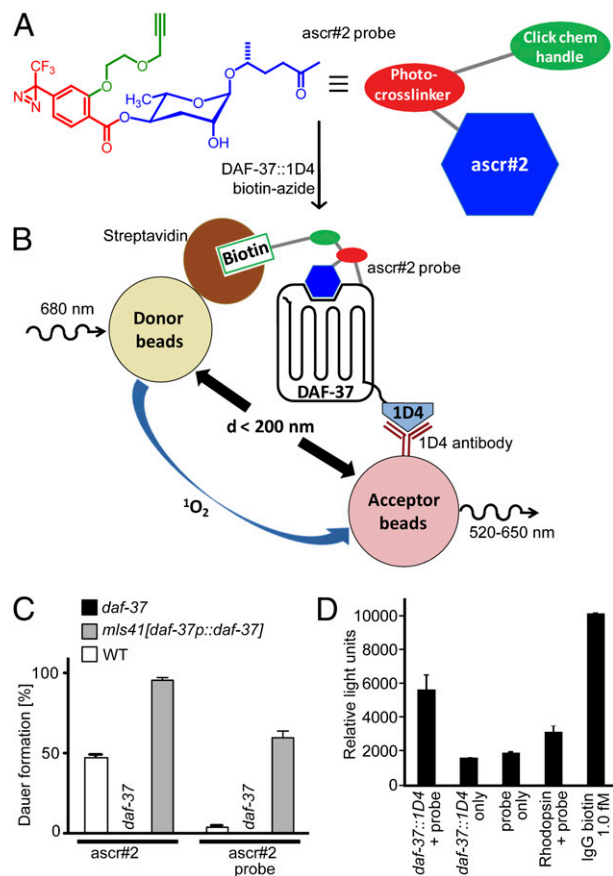 A
ascr#2 probe
CF₃
N=N
O
O
O
O
H₃C
O
O
O
OH
≡
Click chem
handle
Photo-
crosslinker
ascr#2
DAF-37::1D4
biotin-azide
B
Streptavidin
Biotin
ascr#2 probe
680 nm
Donor
beads
DAF-37
1D4
1D4 antibody
d < 200 nm
¹O₂
Acceptor
beads
520-650 nm
C
daf-37
mIs41[daf-37p::daf-37]
WT
Dauer formation [%]
100
50
0
daf-37
daf-37
ascr#2
ascr#2
probe
D
Relative light units
10000
8000
6000
4000
2000
0
daf-37::1D4
+ probe
daf-37::1D4
only
probe
only
Rhodopsin
+ probe
IgG biotin
1.0 fM